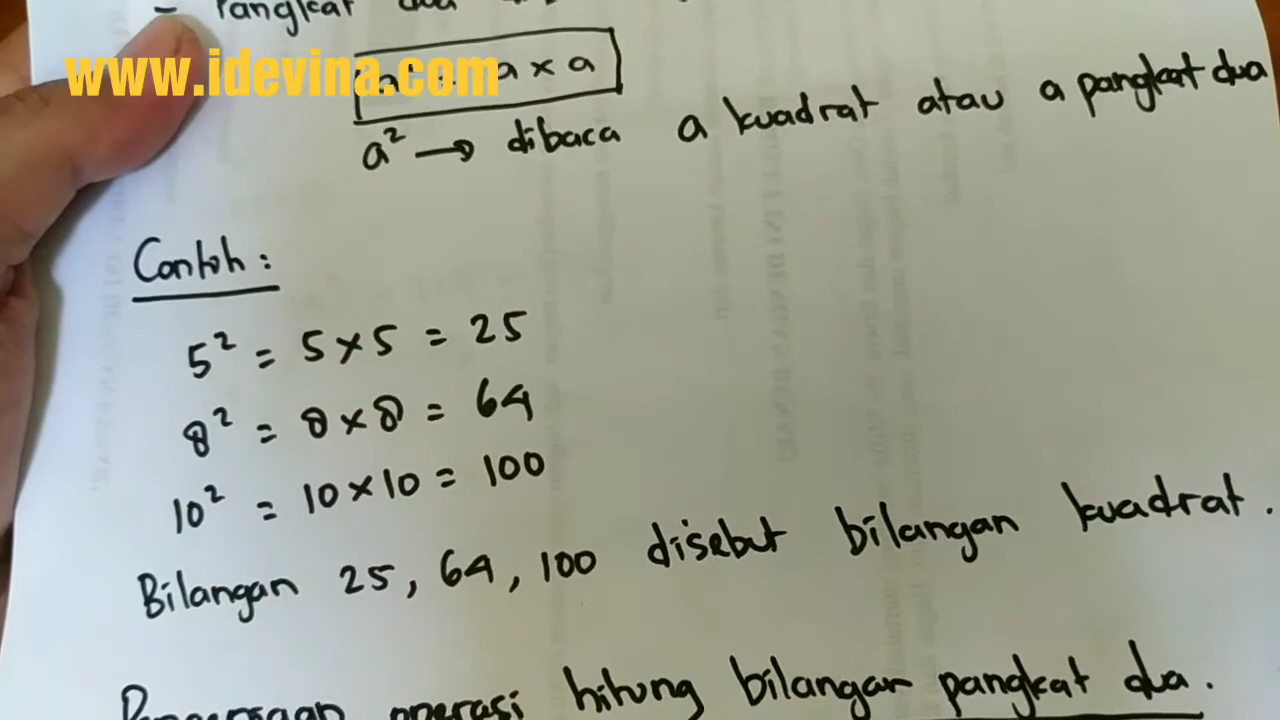 - Pangkat dua
www.idevina.com
a × a
a² → dibaca a kuadrat atau a pangkat dua
Contoh :
5² = 5 × 5 = 25
8² = 8 × 8 = 64
10² = 10 × 10 = 100
Bilangan 25, 64, 100 disebut bilangan kuadrat.
operasi hitung bilangan pangkat dua.